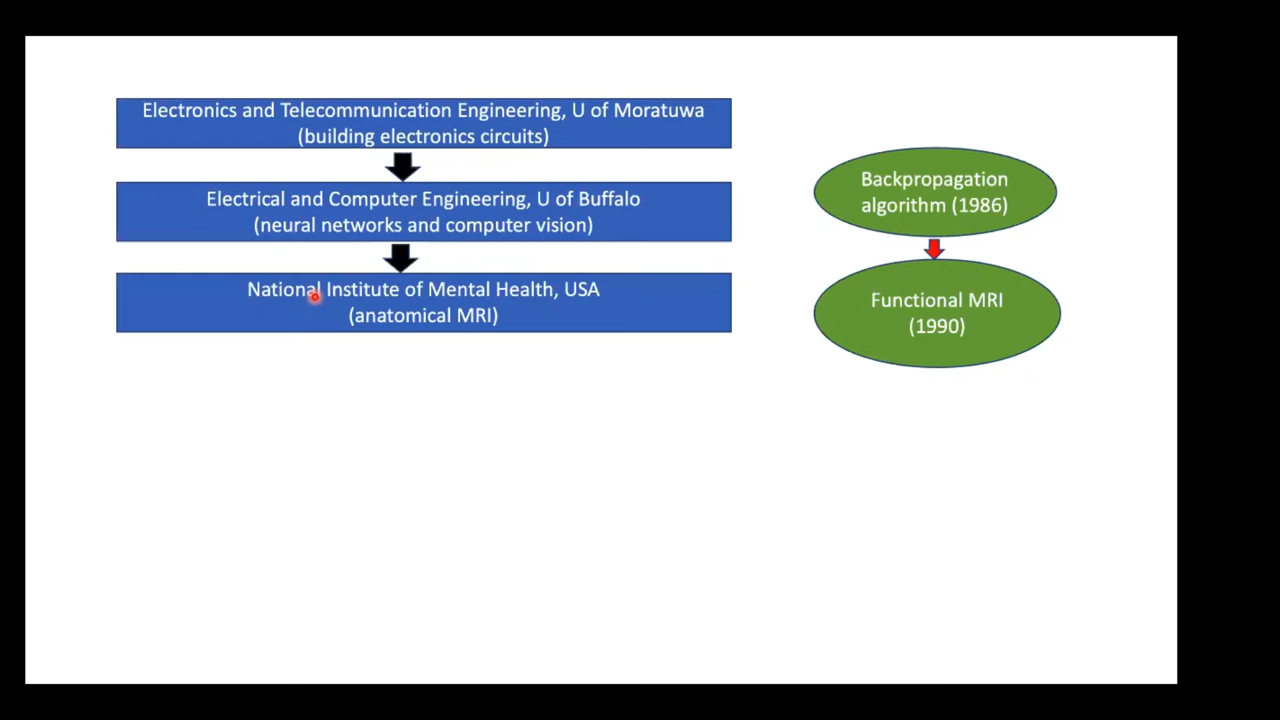 Electronics and Telecommunication Engineering, U of Moratuwa
(building electronics circuits)
Electrical and Computer Engineering, U of Buffalo
(neural networks and computer vision)
National Institute of Mental Health, USA
(anatomical MRI)
Backpropagation
algorithm (1986)
Functional MRI
(1990)